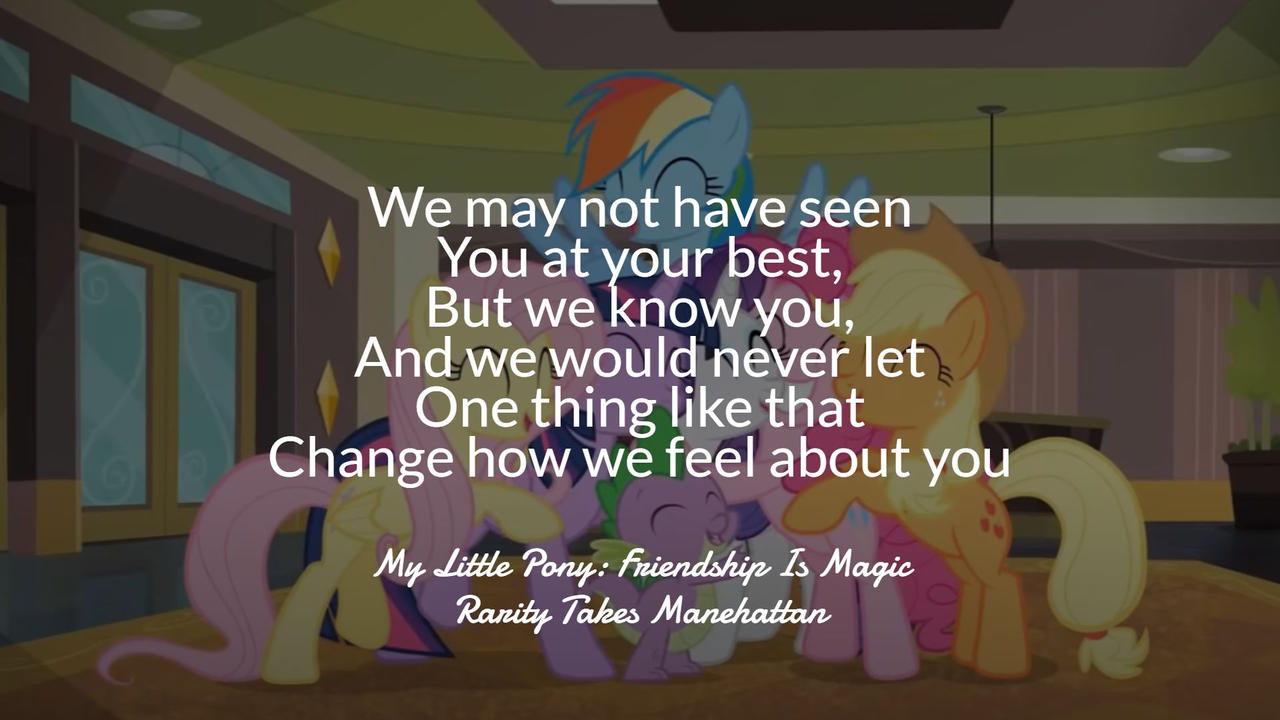 We may not have seen
You at your best,
But we know you,
And we would never let
One thing like that
Change how we feel about you
My Little Pony: Friendship Is Magic
Rarity Takes Manehattan